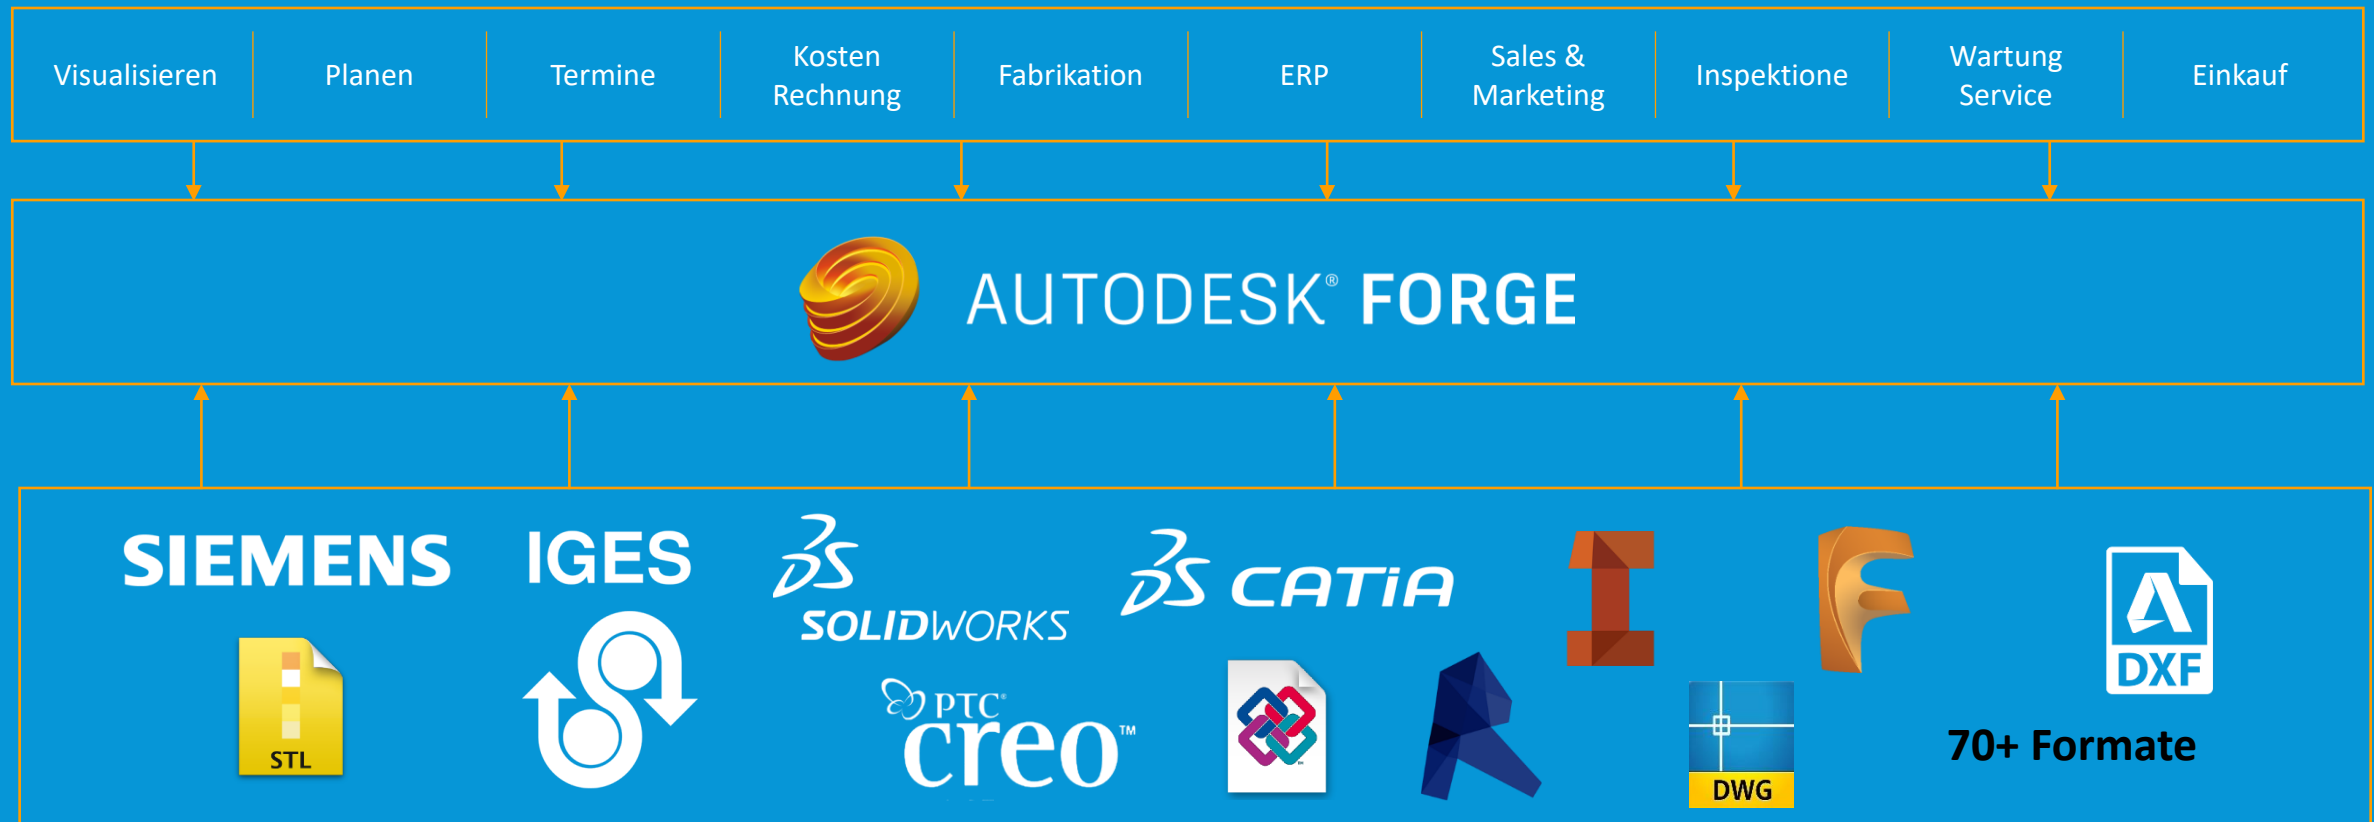 Visualisieren
Planen
Termine
Kosten
Rechnung
Fabrikation
ERP
Sales &
Marketing
Inspektione
Wartung
Service
Einkauf
AUTODESK® FORGE
SIEMENS
IGES
SOLIDWORKS
CATIA
DXF
STL
PTC®
creo™
DWG
70+ Formate